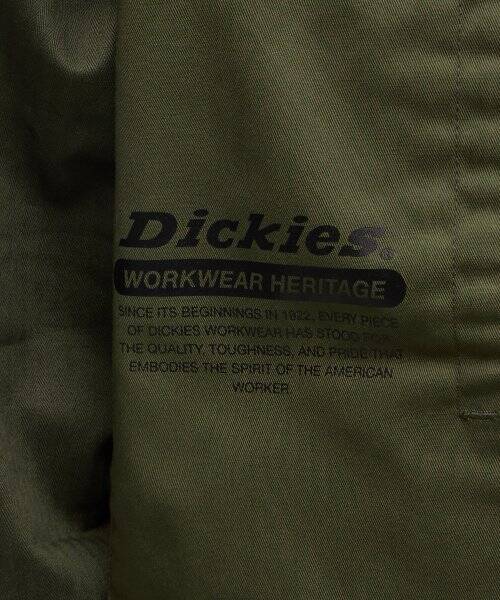 Dickies®
WORKWEAR HERITAGE
SINCE ITS BEGINNINGS IN 1922, EVERY PIECE
OF DICKIES WORKWEAR HAS STOOD FOR
THE QUALITY, TOUGHNESS, AND PRIDE THAT
EMBODIES THE SPIRIT OF THE AMERICAN
WORKER.